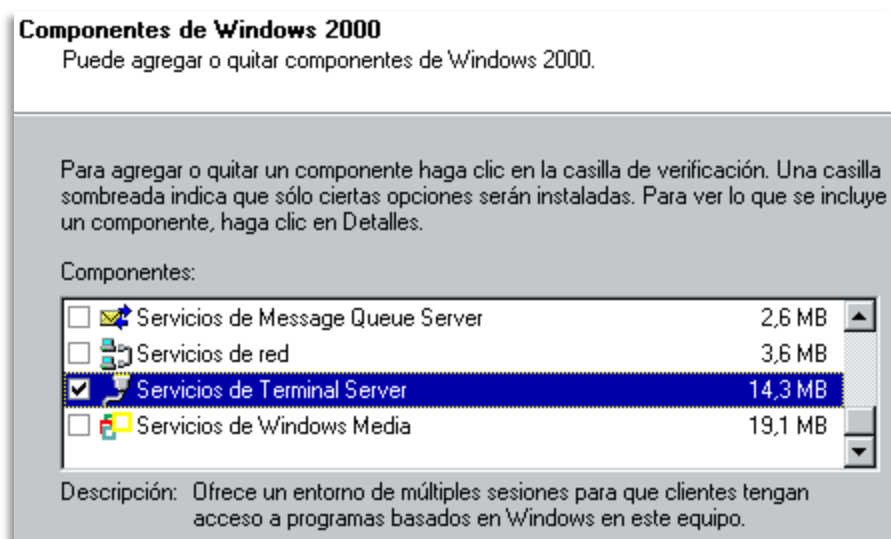 Componentes de Windows 2000
Puede agregar o quitar componentes de Windows 2000.
Para agregar o quitar un componente haga clic en la casilla de verificación. Una casilla
sombreada indica que sólo ciertas opciones serán instaladas. Para ver lo que se incluye
un componente, haga clic en Detalles.
Componentes:
Servicios de Message Queue Server 2,6 MB
Servicios de red 3,6 MB
Servicios de Terminal Server 14,3 MB
Servicios de Windows Media 19,1 MB
Descripción: Ofrece un entorno de múltiples sesiones para que clientes tengan
acceso a programas basados en Windows en este equipo.